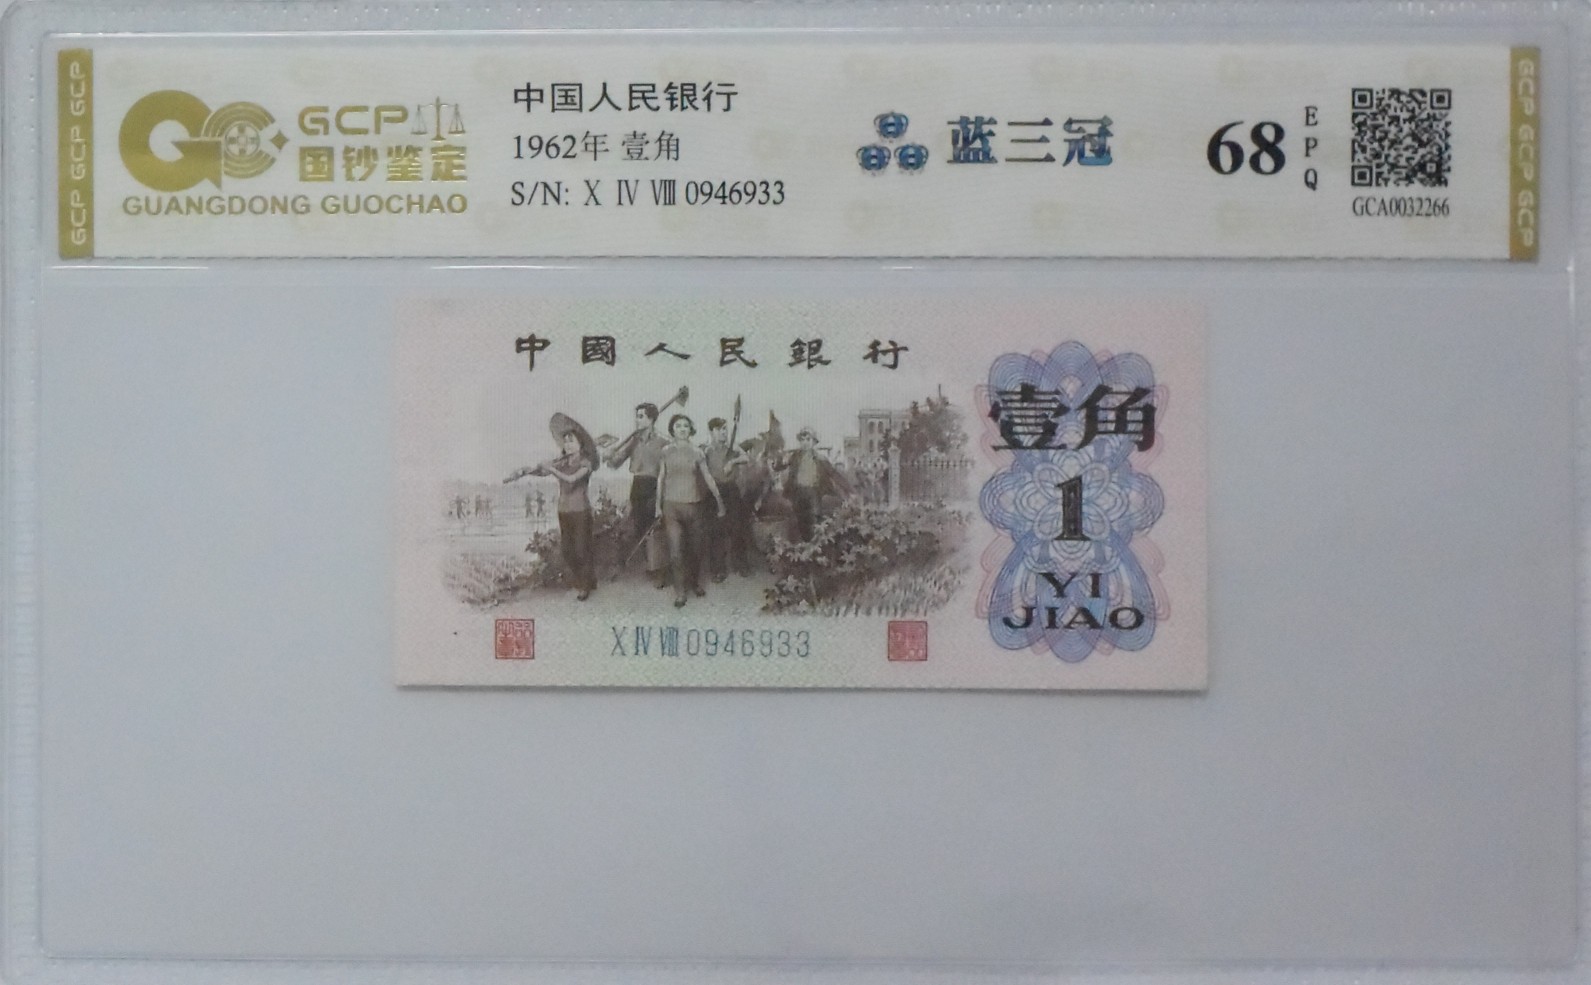 GCP GCP GCP
GCP
国钞鉴定
GUANGDONG GUOCHAO
中国人民银行
1962年 壹角
S/N: Ⅹ Ⅳ Ⅷ 0946933
蓝三冠
68
EPQ
GCA0032266
GCP GCP GCP
中國人民銀行
壹角
1
YI
JIAO
Ⅹ Ⅳ Ⅷ 0946933